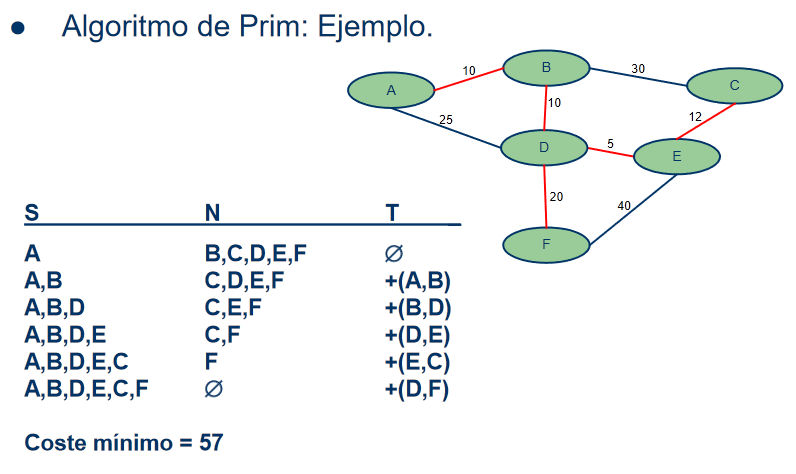 ● Algoritmo de Prim: Ejemplo.
A
B
C
D
E
F
10
30
10
25
12
5
20
40
S N T
A B,C,D,E,F ∅
A,B C,D,E,F +(A,B)
A,B,D C,E,F +(B,D)
A,B,D,E C,F +(D,E)
A,B,D,E,C F +(E,C)
A,B,D,E,C,F ∅ +(D,F)
Coste mínimo = 57